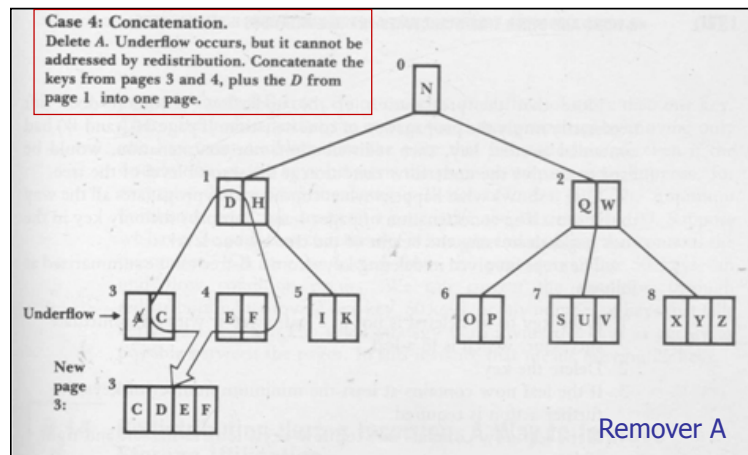 Case 4: Concatenation.
Delete A. Underflow occurs, but it cannot be
addressed by redistribution. Concatenate the
keys from pages 3 and 4, plus the D from
page 1 into one page.
0
N
1
D H
2
Q W
3
A C
4
E F
5
I K
6
O P
7
S U V
8
X Y Z
Underflow
New
page
3:
3
C D E F
Remover A